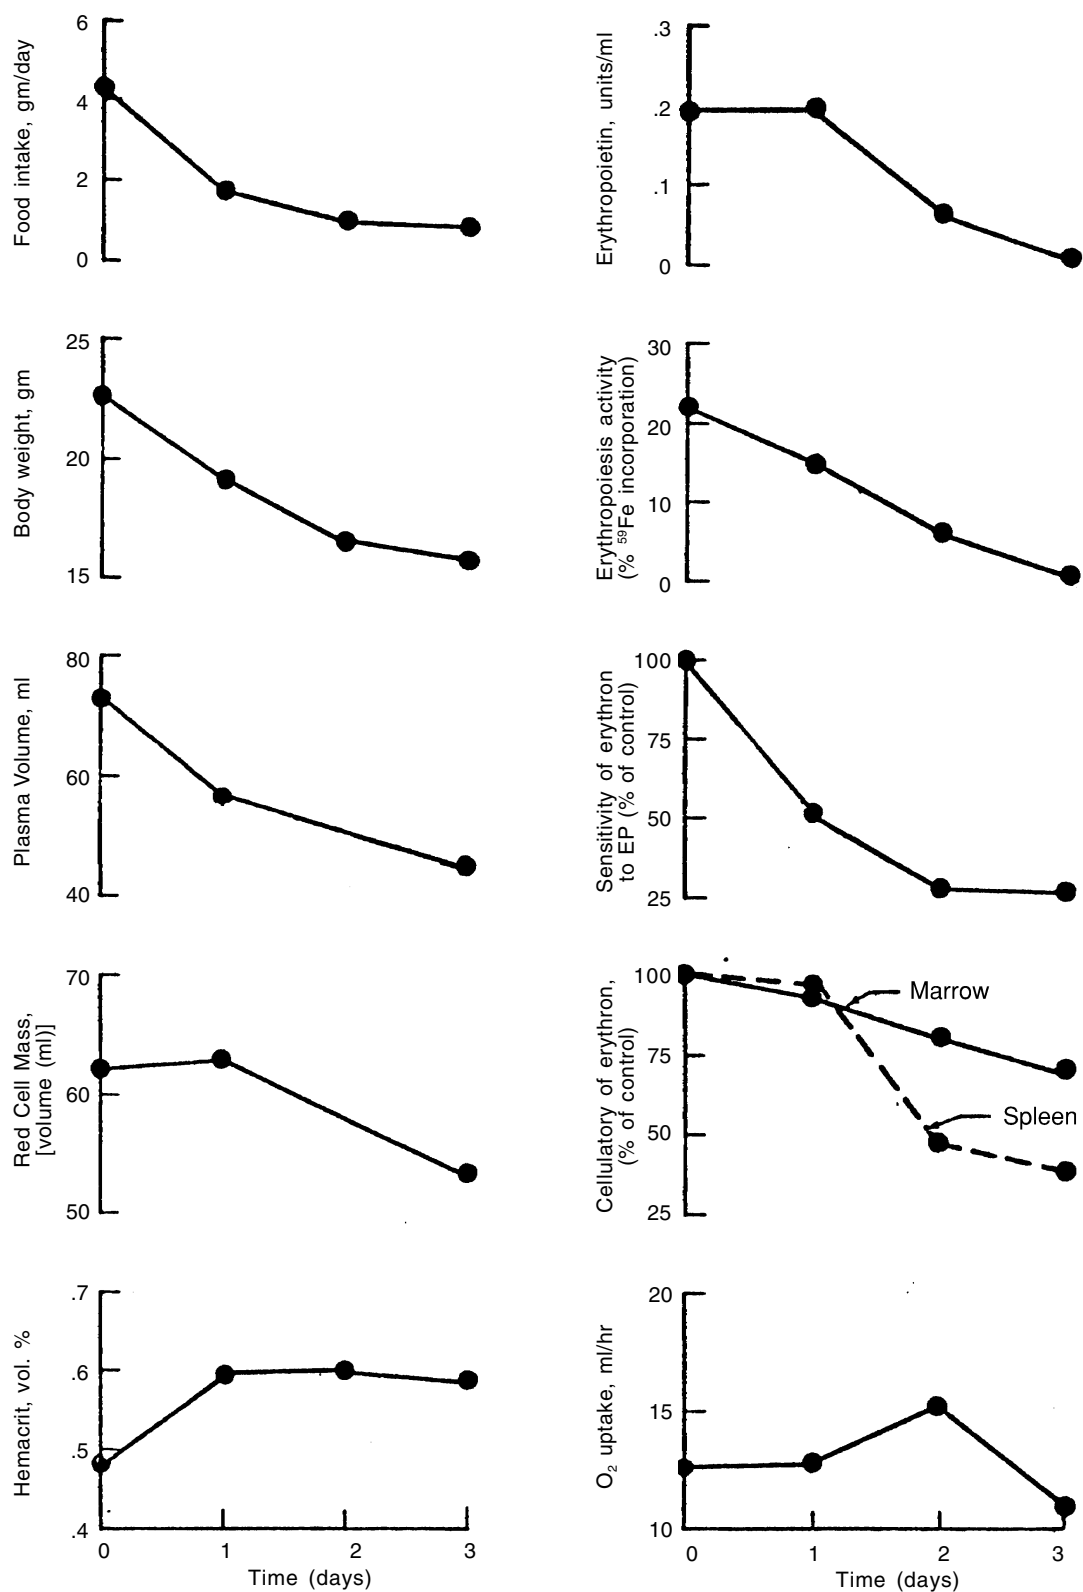 6
4
2
0
Food intake, gm/day
.3
.2
.1
0
Erythropoietin, units/ml
25
20
15
Body weight, gm
30
20
10
0
Erythropoiesis activity
(% 59Fe incorporation)
80
60
40
Plasma Volume, ml
100
75
50
25
Sensitivity of erythron
to EP (% of control)
70
60
50
Red Cell Mass,
[volume (ml)]
100
75
50
25
Cellulatory of erythron,
(% of control)
Marrow
Spleen
.7
.6
.5
.4
Hemacrit, vol. %
0 1 2 3
Time (days)
20
15
10
O2 uptake, ml/hr
0 1 2 3
Time (days)